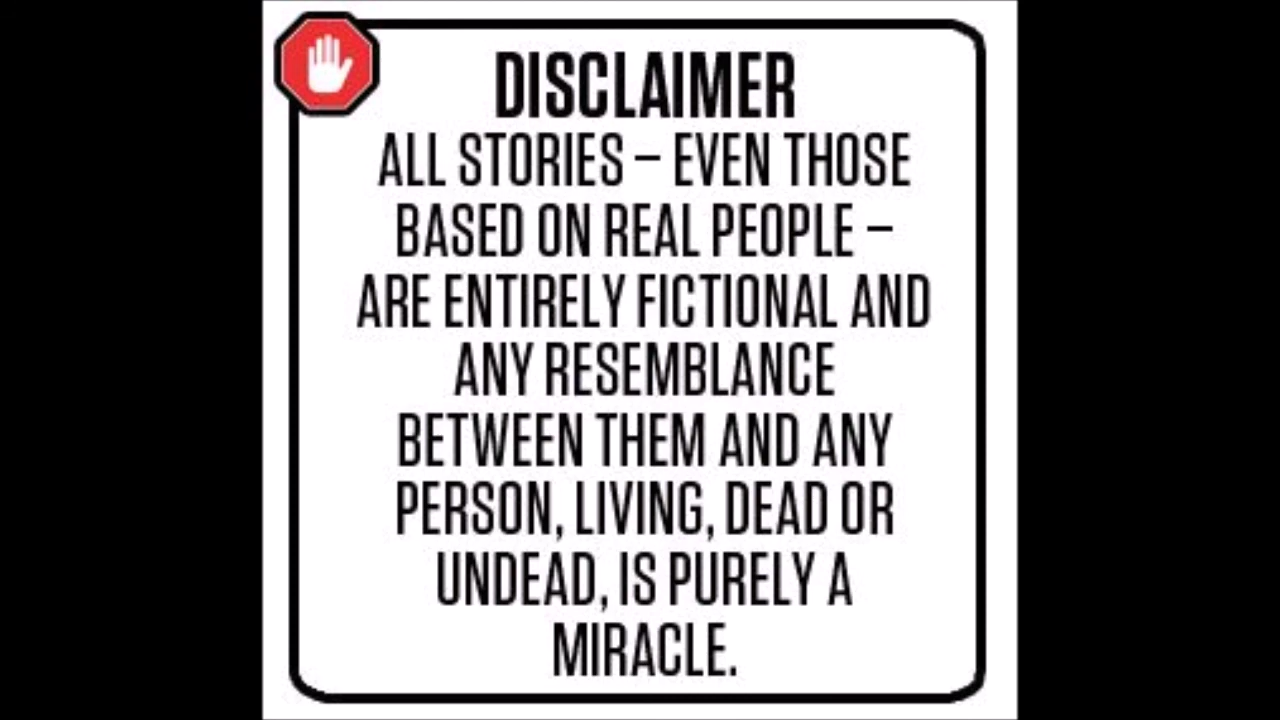 DISCLAIMER
ALL STORIES – EVEN THOSE
BASED ON REAL PEOPLE –
ARE ENTIRELY FICTIONAL AND
ANY RESEMBLANCE
BETWEEN THEM AND ANY
PERSON, LIVING, DEAD OR
UNDEAD, IS PURELY A
MIRACLE.